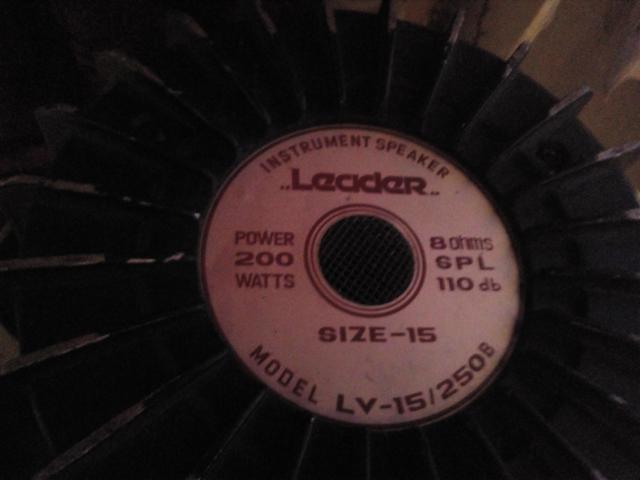 INSTRUMENT SPEAKER
..LeadeR..
POWER
200
WATTS
8 ohms
SPL
110 db
SIZE-15
MODEL LV-15/250B